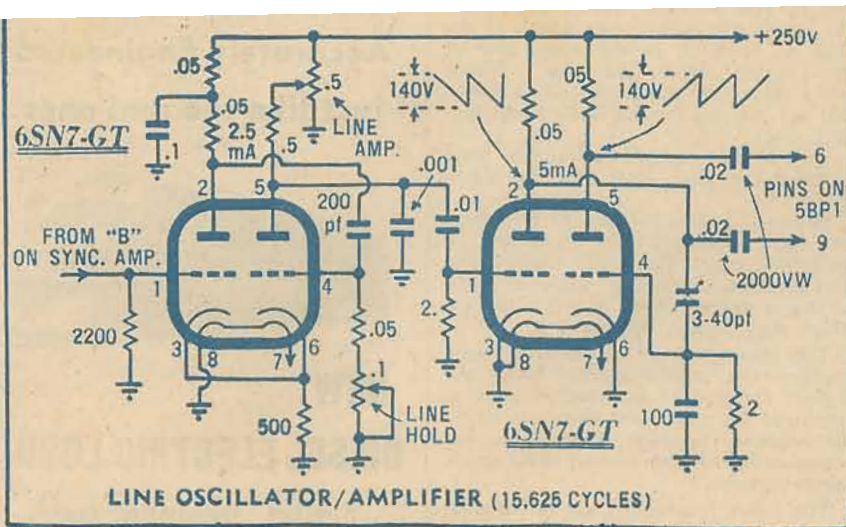 +250V
.05
6SN7-GT
.1
.05
2.5
mA
.5
.5
LINE
AMP.
140V
.05
05
140V
.02
6
PINS ON
5BP1
.02
9
2000VW
2
5
200
pf
.001
.01
5mA
2
5
FROM "B"
ON SYNC. AMP.
1
4
1
4
2200
.05
2.
3-40pf
3
8
7
6
3
8
7
6
.1
LINE
HOLD
500
6SN7-GT
100
2
LINE OSCILLATOR/AMPLIFIER (15.625 CYCLES)